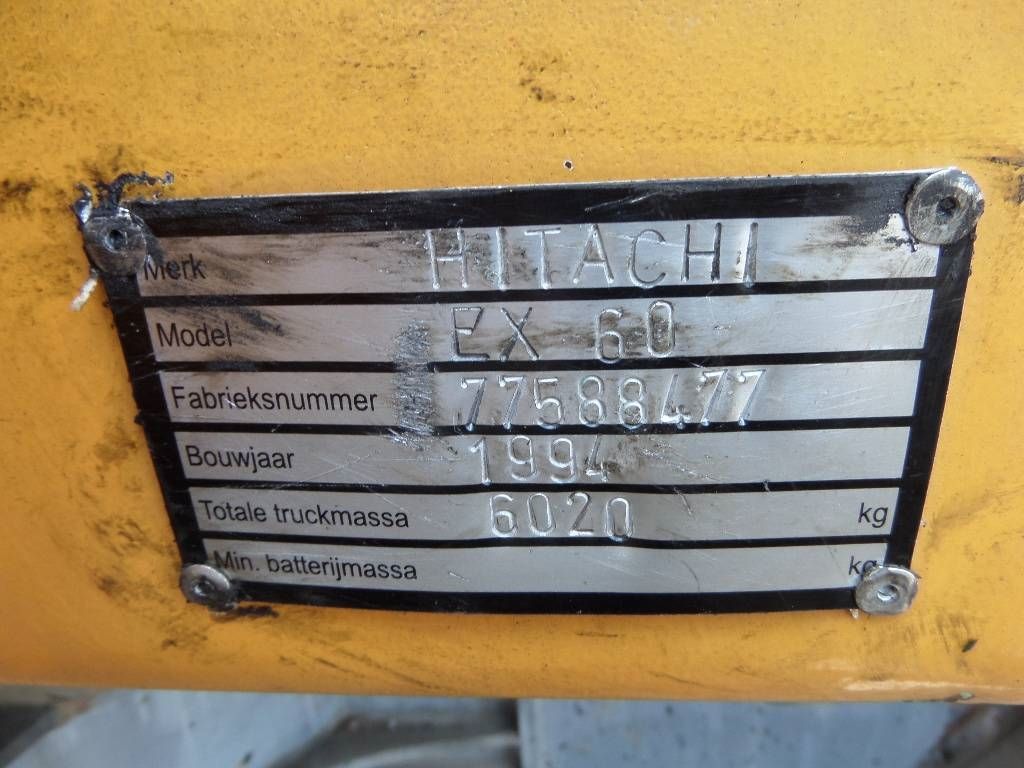 Merk HITACHI
Model EX 60
Fabrieksnummer 77588477
Bouwjaar 1994
Totale truckmassa 6020 kg
Min. batterijmassa kg